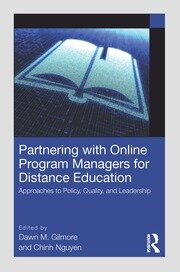 Partnering with Online
Program Managers for
Distance Education
Approaches to Policy, Quality, and Leadership
Edited by
Dawn M. Gilmore
and Chinh Nguyen
R